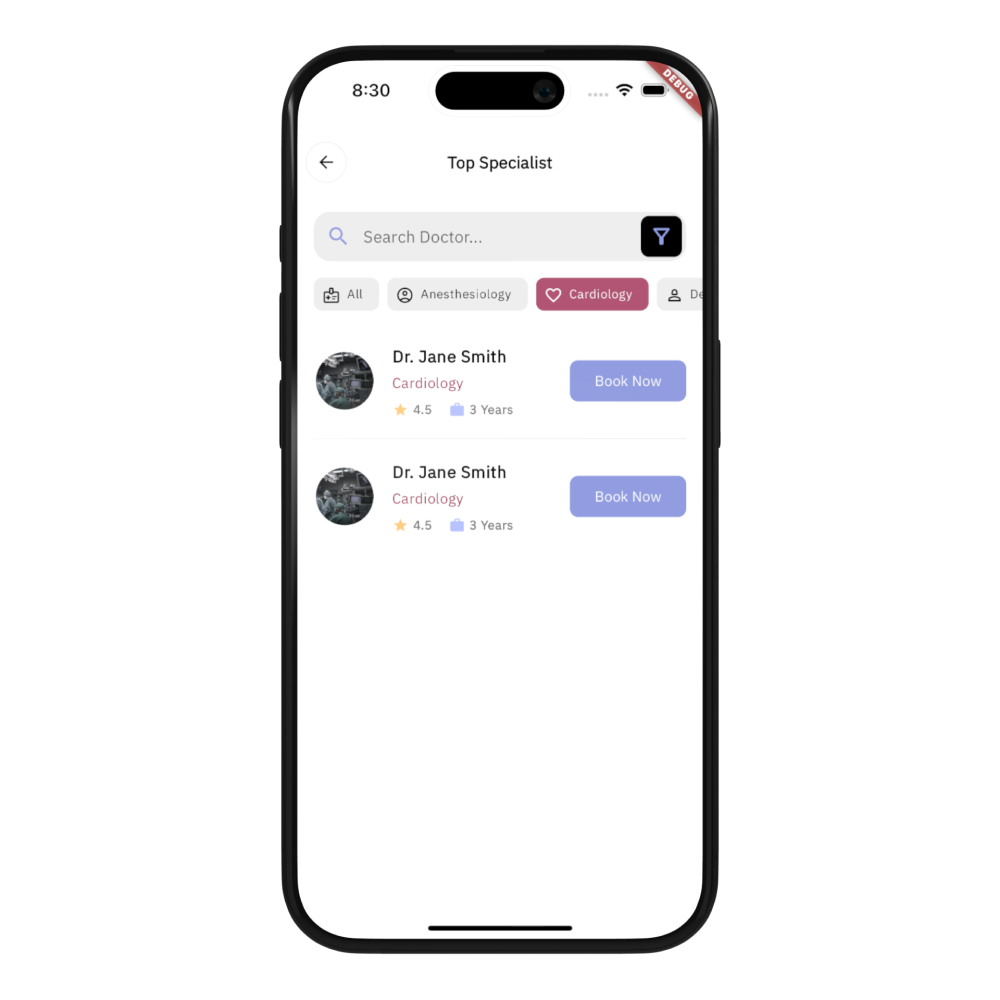 8:30
DEBUG
Top Specialist
Search Doctor...
All
Anesthesiology
Cardiology
De
Dr. Jane Smith
Cardiology
4.5
3 Years
Book Now
Dr. Jane Smith
Cardiology
4.5
3 Years
Book Now